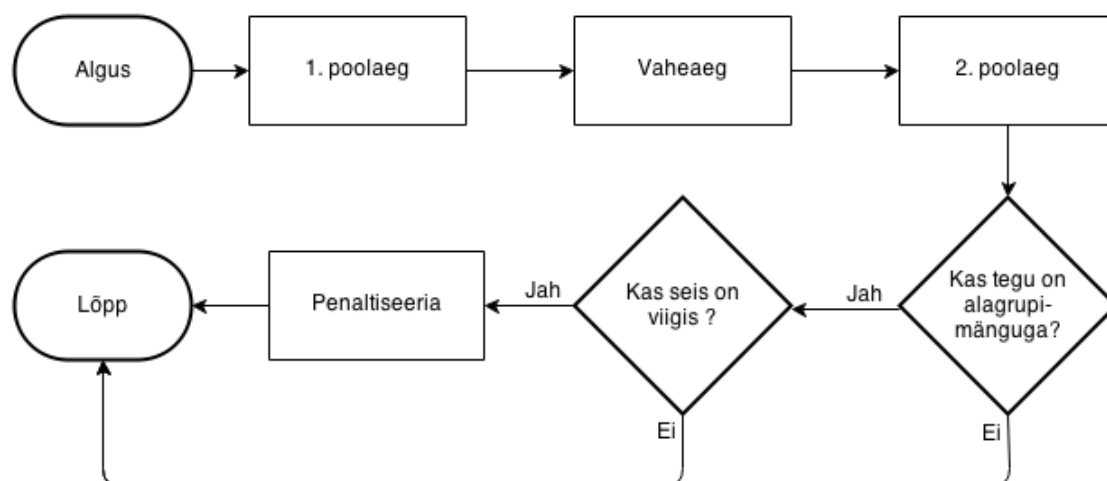 Algus
1. poolaeg
Vaheaeg
2. poolaeg
Kas tegu on
alagrupi-
mänguga?
Jah
Ei
Kas seis on
viigis ?
Jah
Ei
Penaltiseeria
Lõpp